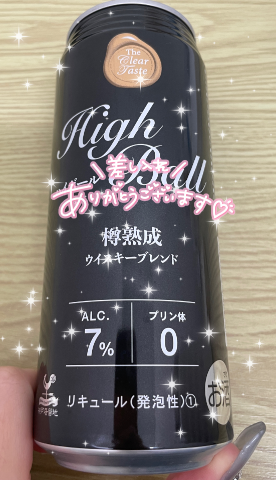 The
Clear
Taste
High
Ball
＼差し入れ／
ありがとうございます♡
樽熟成
ウイスキーブレンド
ALC.
7%
プリン体
0
リキュール(発泡性)①
お酒